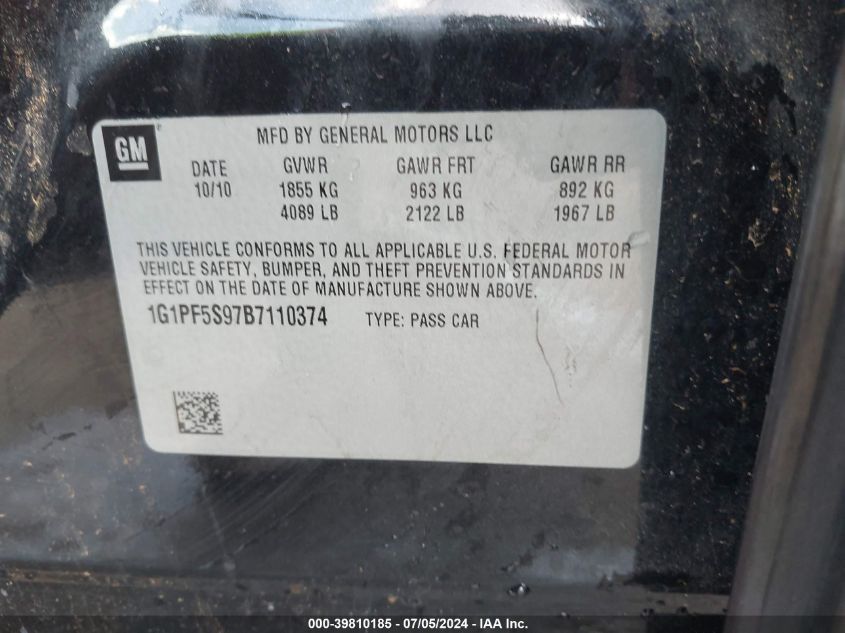 GM
MFD BY GENERAL MOTORS LLC
DATE GVWR GAWR FRT GAWR RR
10/10 1855 KG 963 KG 892 KG
4089 LB 2122 LB 1967 LB
THIS VEHICLE CONFORMS TO ALL APPLICABLE U.S. FEDERAL MOTOR
VEHICLE SAFETY, BUMPER, AND THEFT PREVENTION STANDARDS IN
EFFECT ON THE DATE OF MANUFACTURE SHOWN ABOVE.
1G1PF5S97B7110374 TYPE: PASS CAR
000-39810185 - 07/05/2024 - IAA Inc.